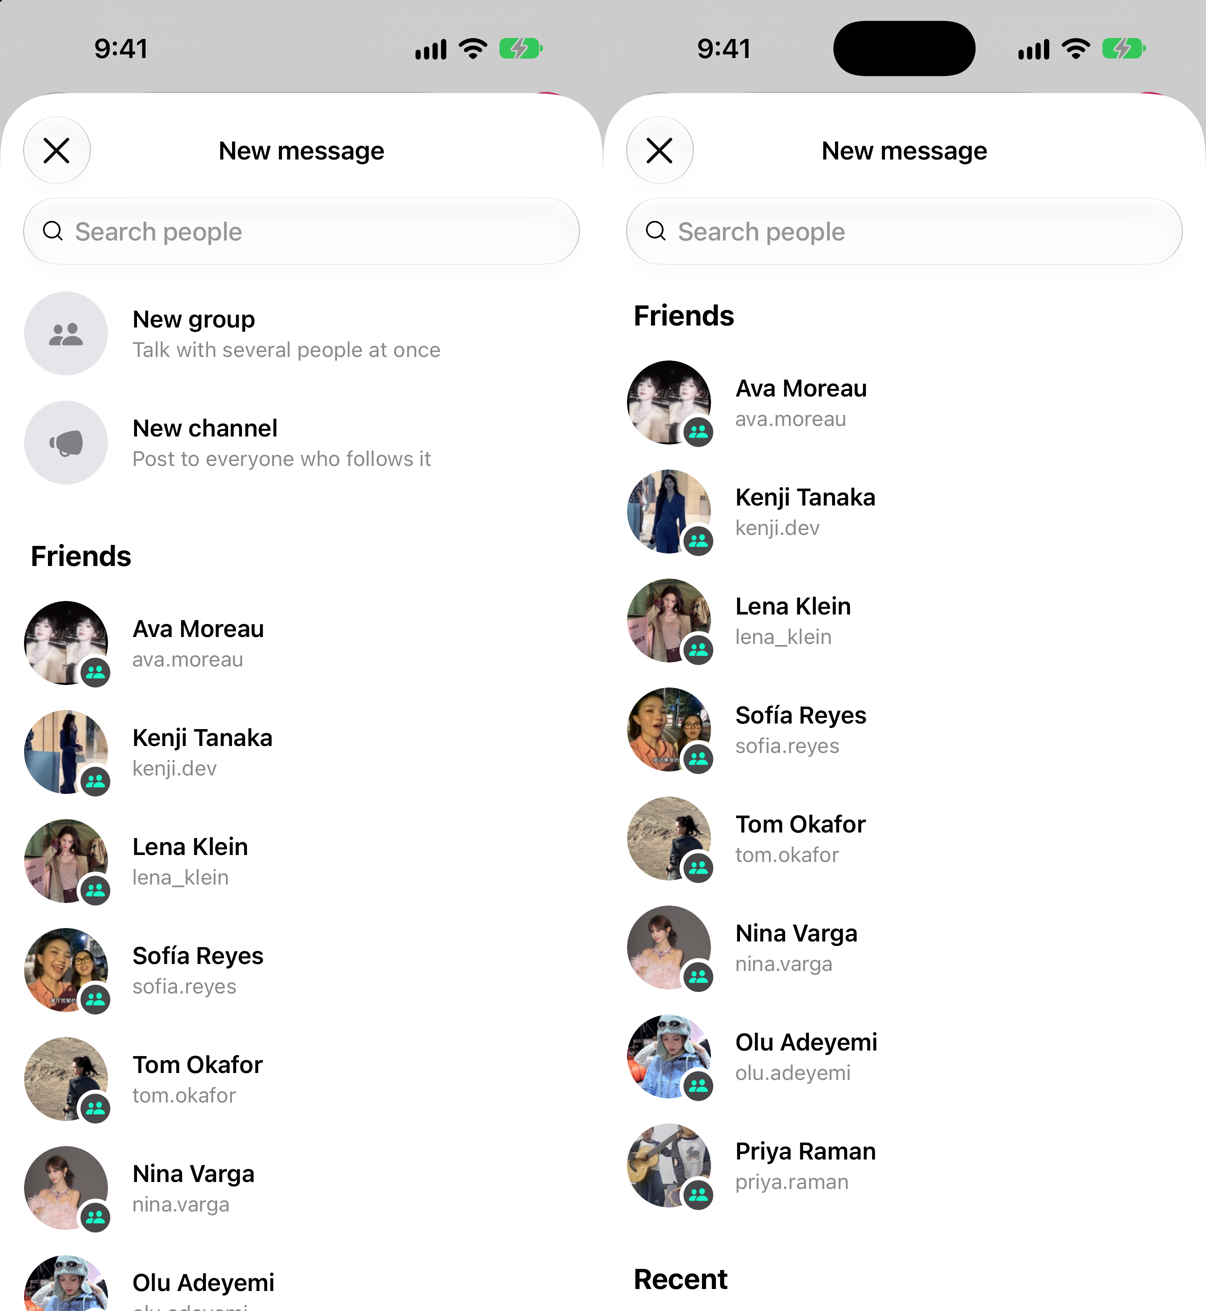 9:41
New message
Search people
New group
Talk with several people at once
New channel
Post to everyone who follows it
Friends
Ava Moreau
ava.moreau
Kenji Tanaka
kenji.dev
Lena Klein
lena_klein
Sofía Reyes
sofia.reyes
Tom Okafor
tom.okafor
Nina Varga
nina.varga
Olu Adeyemi
9:41
New message
Search people
Friends
Ava Moreau
ava.moreau
Kenji Tanaka
kenji.dev
Lena Klein
lena_klein
Sofía Reyes
sofia.reyes
Tom Okafor
tom.okafor
Nina Varga
nina.varga
Olu Adeyemi
olu.adeyemi
Priya Raman
priya.raman
Recent